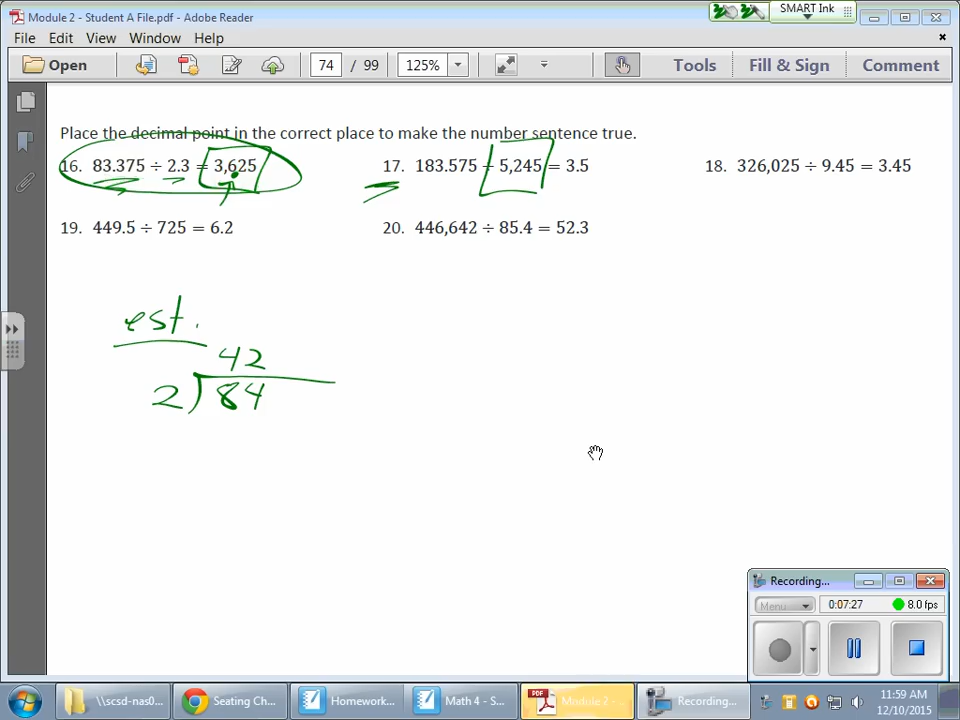 Module 2 - Student A File.pdf - Adobe Reader
SMART Ink
File Edit View Window Help
Open 74 / 99 125% Tools Fill & Sign Comment
Place the decimal point in the correct place to make the number sentence true.
16. 83.375 ÷ 2.3 = 3,625 17. 183.575 ÷ 5,245 = 3.5 18. 326,025 ÷ 9.45 = 3.45
19. 449.5 ÷ 725 = 6.2 20. 446,642 ÷ 85.4 = 52.3
est.
42
2 84
Recording...
Menu 0:07:27 8.0 fps
\\sscd-nas0... Seating Ch... Homework... Math 4 - S... PDF Module 2 - ... Recording...
11:59 AM
12/10/2015